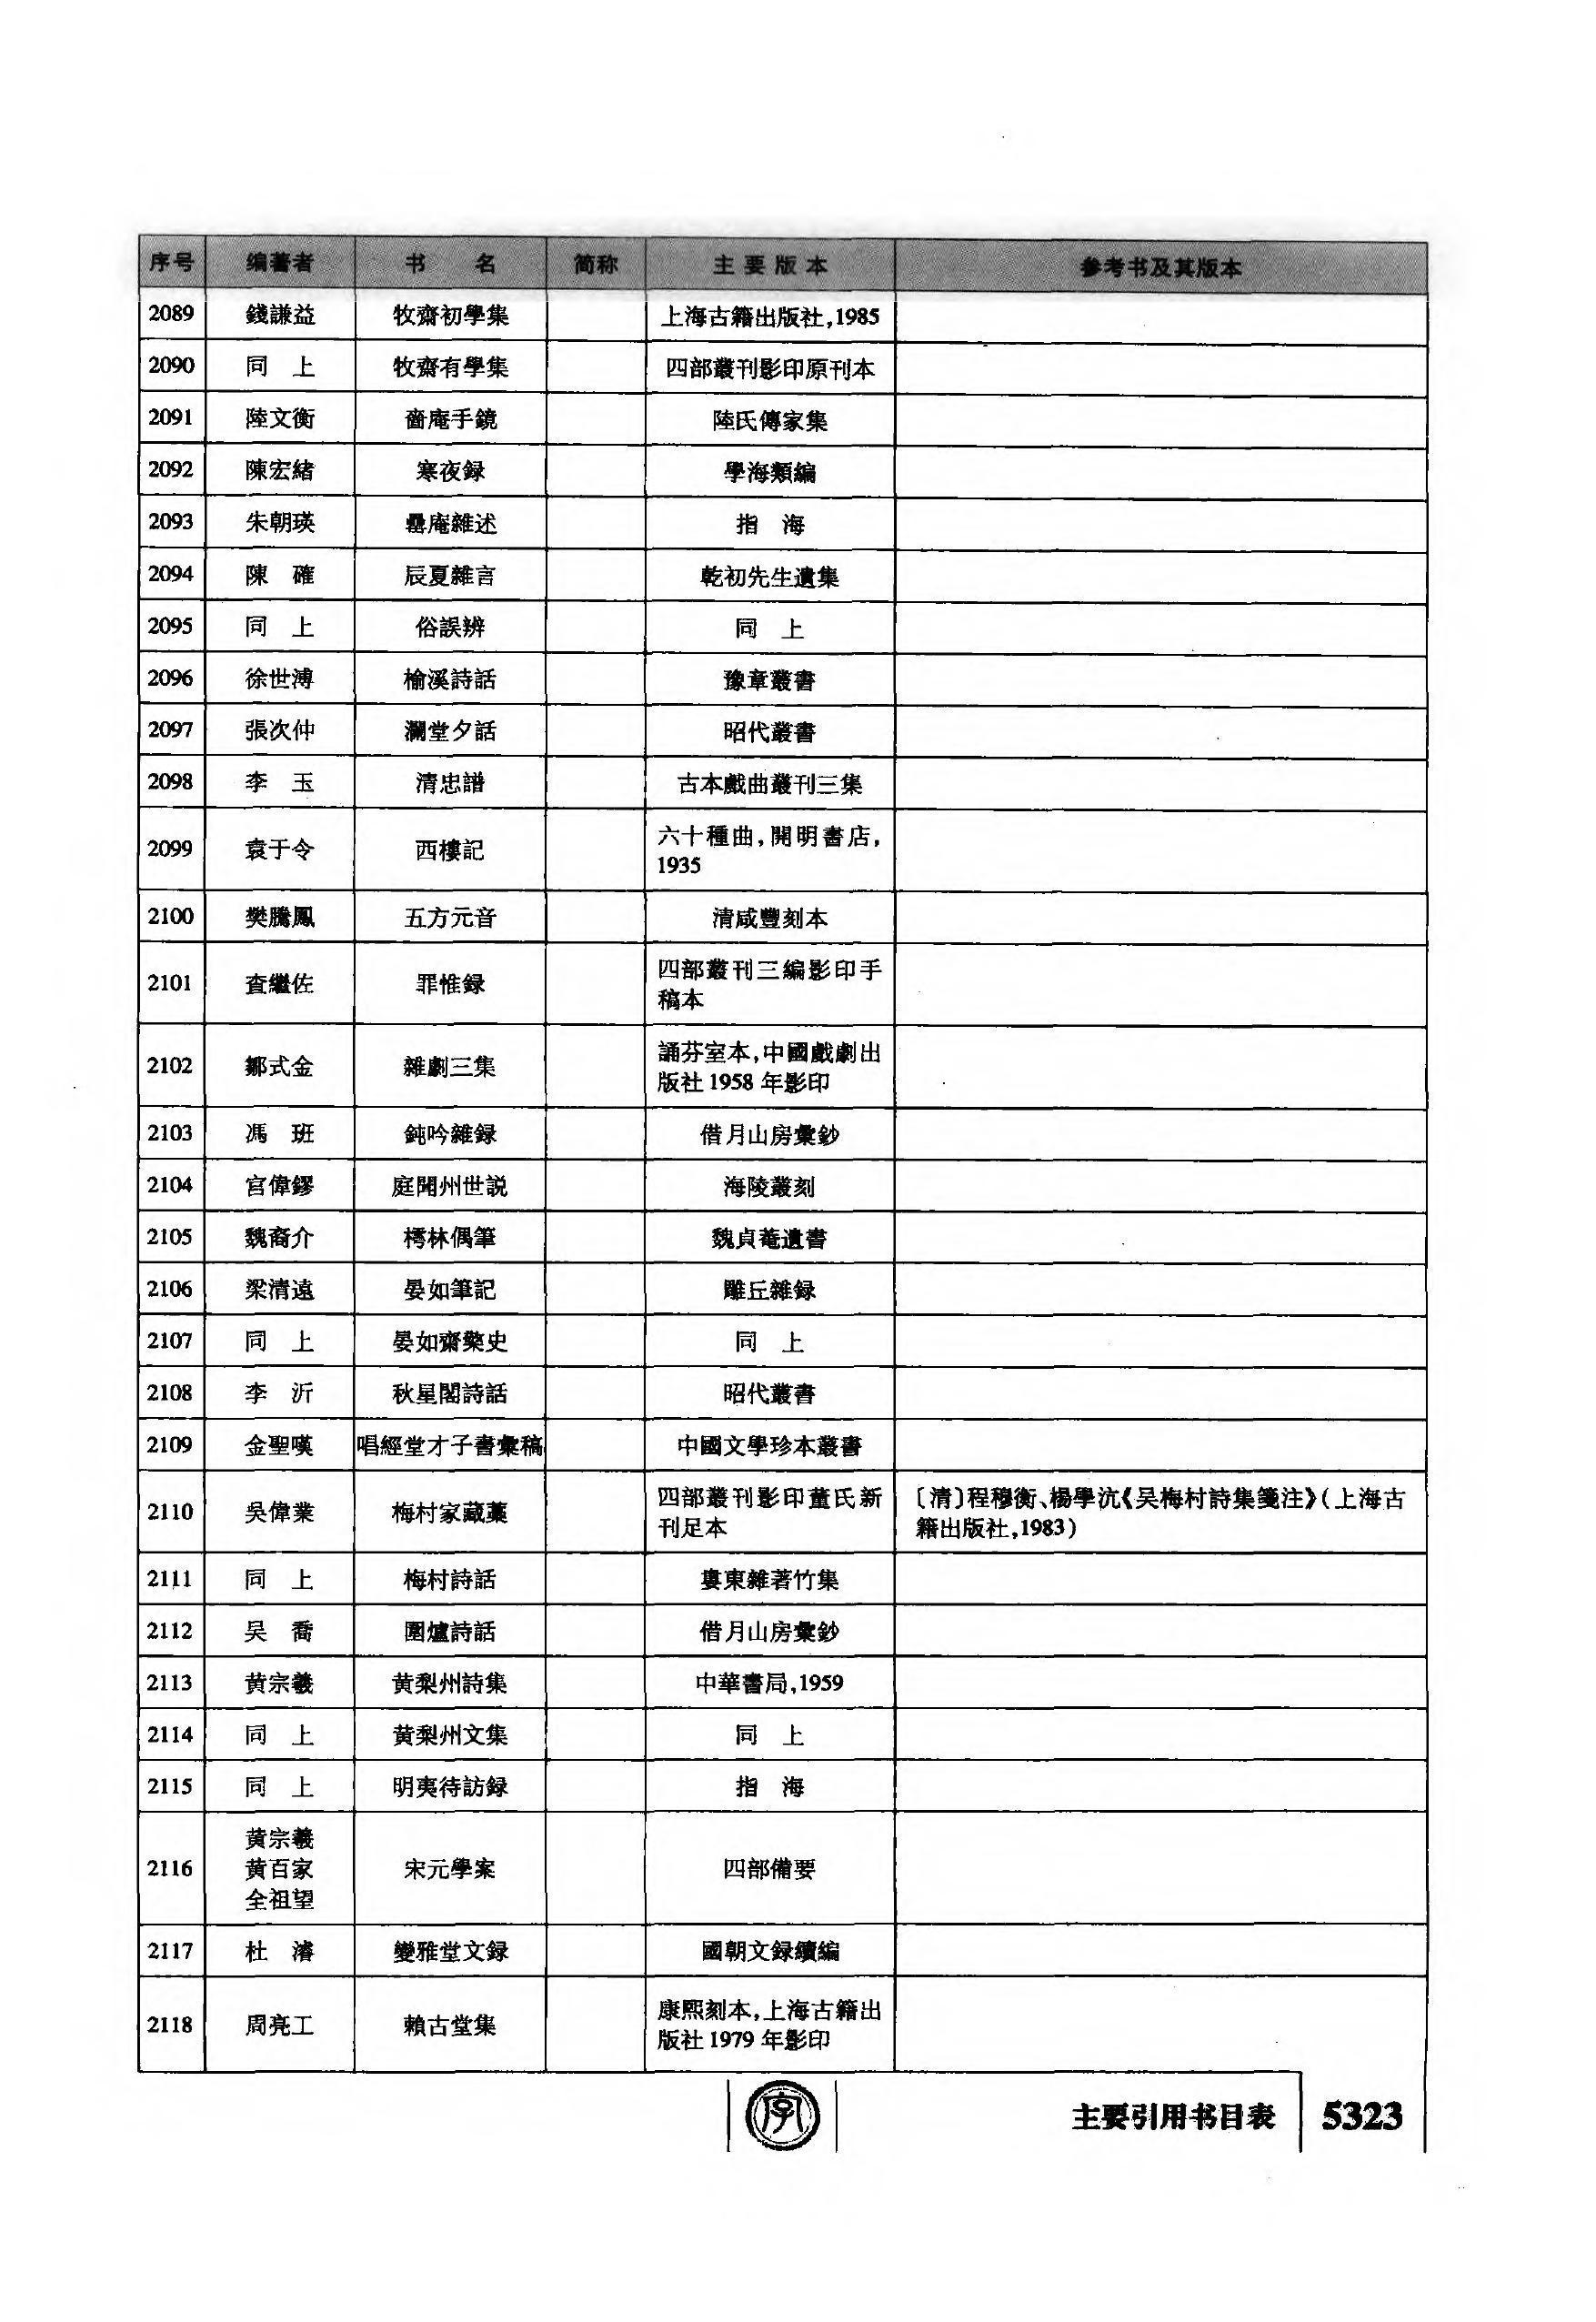 序号 编著者 书 名 简称 主要版本 参考书及其版本
2089 錢謙益 牧齋初學集 上海古籍出版社,1985
2090 同 上 牧齋有學集 四部叢刊影印原刊本
2091 陸文衡 嗇庵手鏡 陸氏傳家集
2092 陳宏緒 寒夜録 學海類編
2093 朱朝瑛 罍庵雜述 指 海
2094 陳 確 辰夏雜言 乾初先生遺集
2095 同 上 俗誤辨 同 上
2096 徐世溥 榆溪詩話 豫章叢書
2097 張次仲 瀾堂夕話 昭代叢書
2098 李 玉 清忠譜 古本戲曲叢刊三集
2099 袁于令 西樓記 六十種曲,開明書店,
1935
2100 樊騰鳳 五方元音 清咸豐刻本
2101 查繼佐 罪惟録 四部叢刊三編影印手
稿本
2102 鄒式金 雜劇三集 誦芬室本,中國戲劇出
版社1958年影印
2103 馮 班 鈍吟雜録 借月山房彙鈔
2104 宫偉鏐 庭聞州世説 海陵叢刻
2105 魏裔介 樗林偶筆 魏貞菴遺書
2106 梁清遠 晏如筆記 雕丘雜録
2107 同 上 晏如齋檠史 同 上
2108 李 沂 秋星閣詩話 昭代叢書
2109 金聖嘆 唱經堂才子書彙稿 中國文學珍本叢書
2110 吳偉業 梅村家藏藁 四部叢刊影印董氏新
刊足本 〔清〕程穆衡、楊學沆《吴梅村詩集箋注》(上海古
籍出版社,1983)
2111 同 上 梅村詩話 婁東雜著竹集
2112 吴 喬 圍爐詩話 借月山房彙鈔
2113 黄宗羲 黄梨州詩集 中華書局,1959
2114 同 上 黄梨州文集 同 上
2115 同 上 明夷待訪録 指 海
2116 黄宗羲
黄百家
全祖望 宋元學案 四部備要
2117 杜 濬 變雅堂文録 國朝文録續編
2118 周亮工 賴古堂集 康熙刻本,上海古籍出
版社1979年影印
字
主要引用书目表 5323